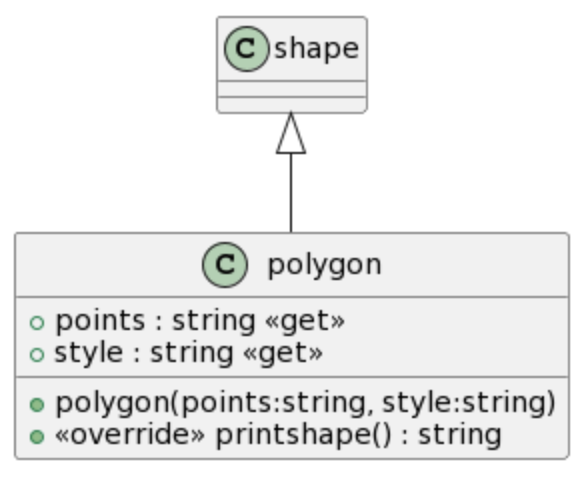 C shape
C polygon
points : string «get»
style : string «get»
polygon(points:string, style:string)
«override» printshape() : string